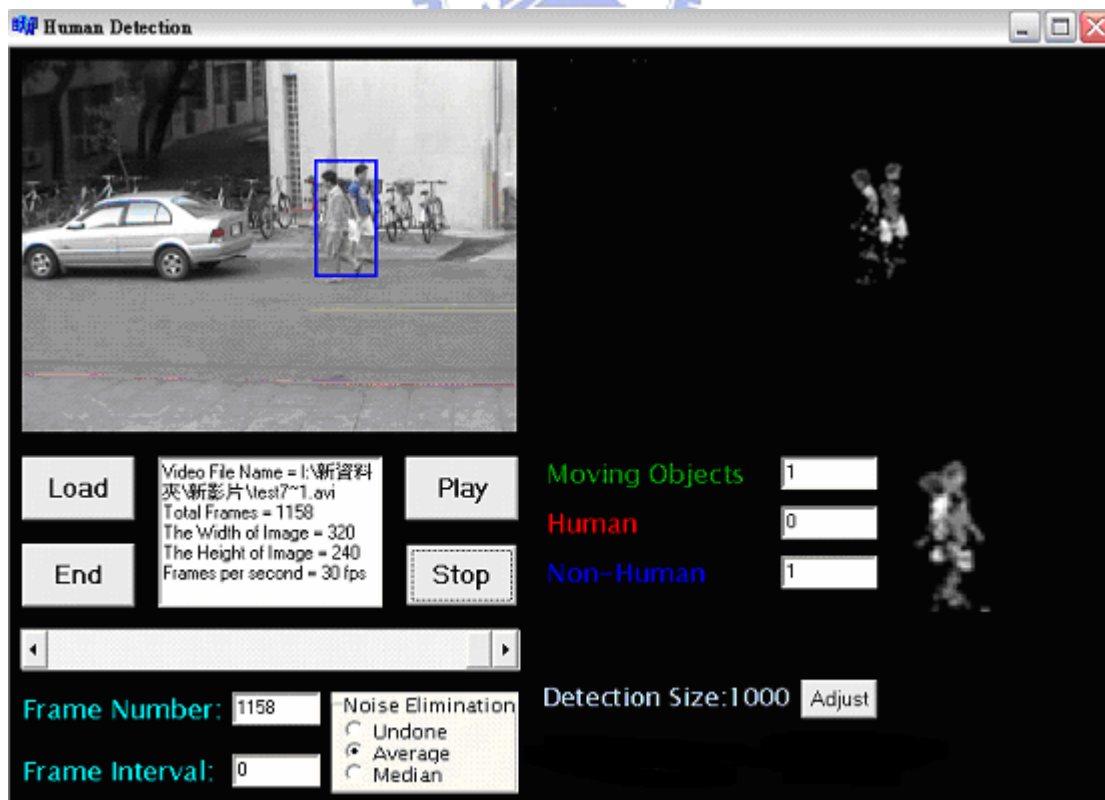 Human Detection
Load
Video File Name = I:\新資料
夾\新影片\test7~1.avi
Total Frames = 1158
The Width of Image = 320
The Height of Image = 240
Frames per second = 30 fps
Play
End
Stop
Moving Objects 1
Human 0
Non-Human 1
Frame Number: 1158
Frame Interval: 0
Noise Elimination
Undone
Average
Median
Detection Size:1000 Adjust